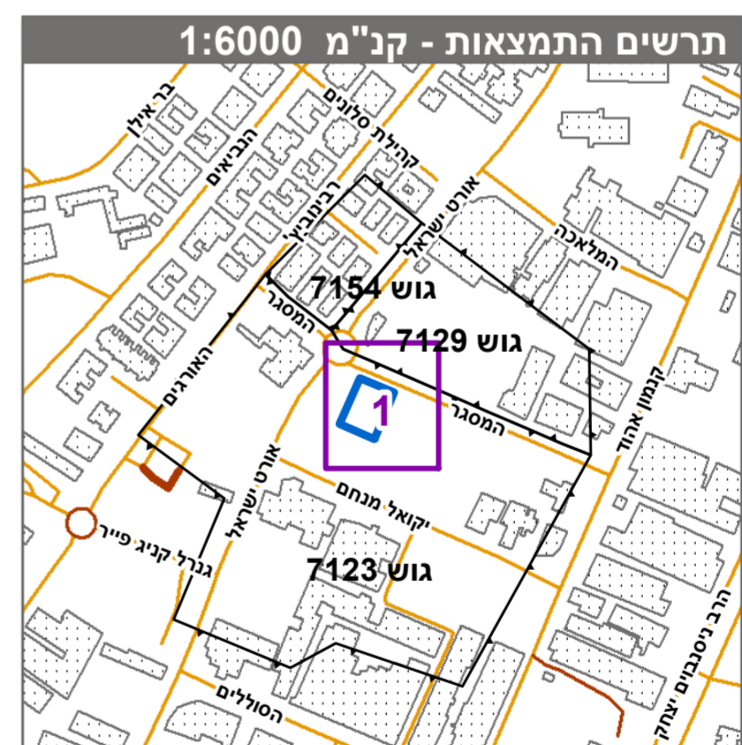 תרשים התמצאות - קנ"מ 1:6000
בר אילן
קהילת סלונים
הנביאים
רבינוביץ'
אורט ישראל
המלאכה
גוש 7154
המסגר
גוש 7129
האורגים
קנמון אהוד
1
המסגר
אורט ישראל
יקואל מנחם
גנרל קניג פייר
גוש 7123
הרב ניסנבוים יצחק
הסוללים